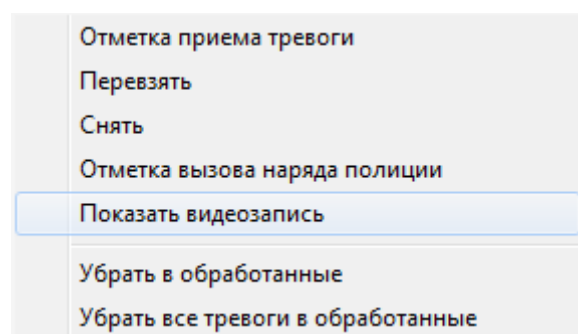 Отметка приема тревоги
Перевзять
Снять
Отметка вызова наряда полиции
Показать видеозапись
Убрать в обработанные
Убрать все тревоги в обработанные